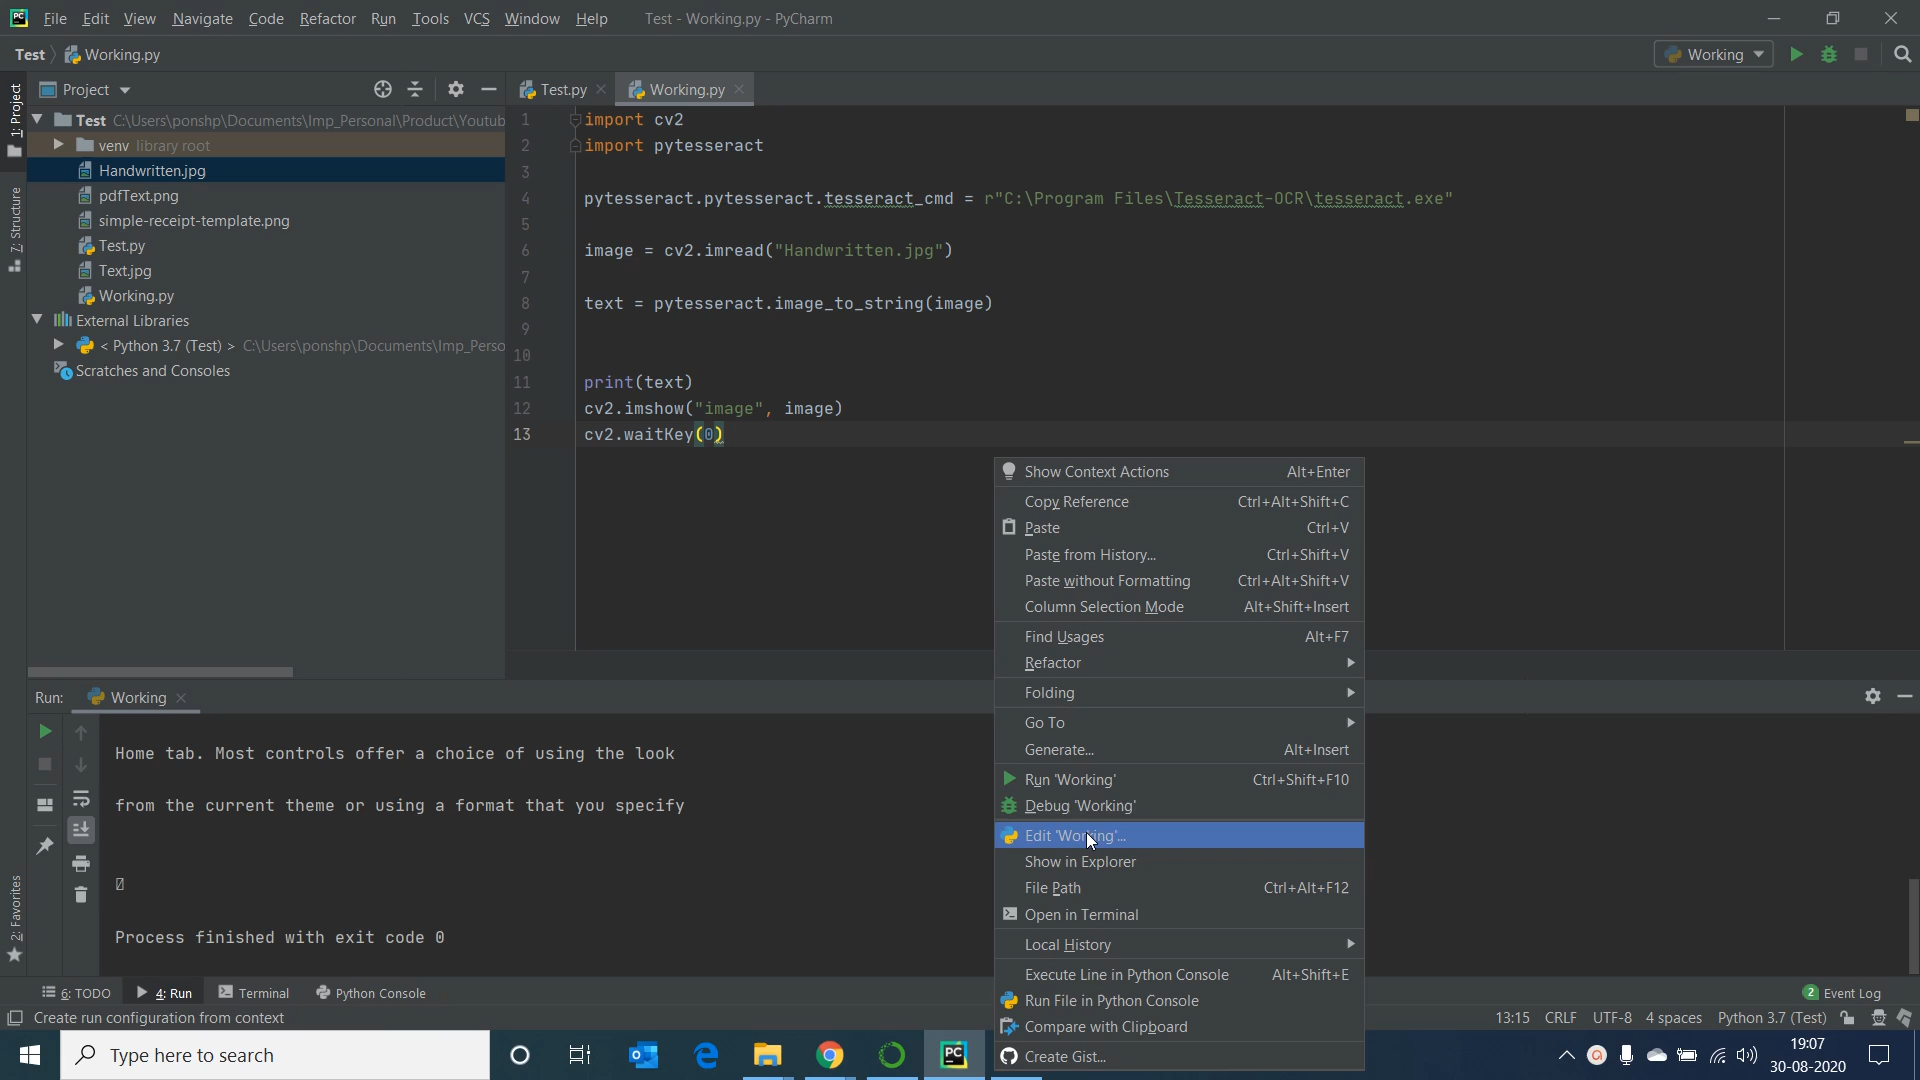 File Edit View Navigate Code Refactor Run Tools VCS Window Help Test - Working.py - PyCharm
Test Working.py
Working
1: Project
Z: Structure
2: Favorites
Project
Test C:\Users\ponshp\Documents\Imp_Personal\Product\Youtub
venv library root
Handwritten.jpg
pdfText.png
simple-receipt-template.png
Test.py
Text.jpg
Working.py
External Libraries
< Python 3.7 (Test) > C:\Users\ponshp\Documents\Imp_Perso
Scratches and Consoles
Test.py Working.py
1 import cv2
2 import pytesseract
3
4 pytesseract.pytesseract.tesseract_cmd = r"C:\Program Files\Tesseract-OCR\tesseract.exe"
5
6 image = cv2.imread("Handwritten.jpg")
7
8 text = pytesseract.image_to_string(image)
9
10
11 print(text)
12 cv2.imshow("image", image)
13 cv2.waitKey(0)
Show Context Actions Alt+Enter
Copy Reference Ctrl+Alt+Shift+C
Paste Ctrl+V
Paste from History... Ctrl+Shift+V
Paste without Formatting Ctrl+Alt+Shift+V
Column Selection Mode Alt+Shift+Insert
Find Usages Alt+F7
Refactor
Folding
Go To
Generate... Alt+Insert
Run 'Working' Ctrl+Shift+F10
Debug 'Working'
Edit 'Working'...
Show in Explorer
File Path Ctrl+Alt+F12
Open in Terminal
Local History
Execute Line in Python Console Alt+Shift+E
Run File in Python Console
Compare with Clipboard
Create Gist...
Run: Working
Home tab. Most controls offer a choice of using the look
from the current theme or using a format that you specify
Process finished with exit code 0
6: TODO 4: Run Terminal Python Console
2 Event Log
Create run configuration from context
13:15 CRLF UTF-8 4 spaces Python 3.7 (Test)
Type here to search
PC
19:07
30-08-2020